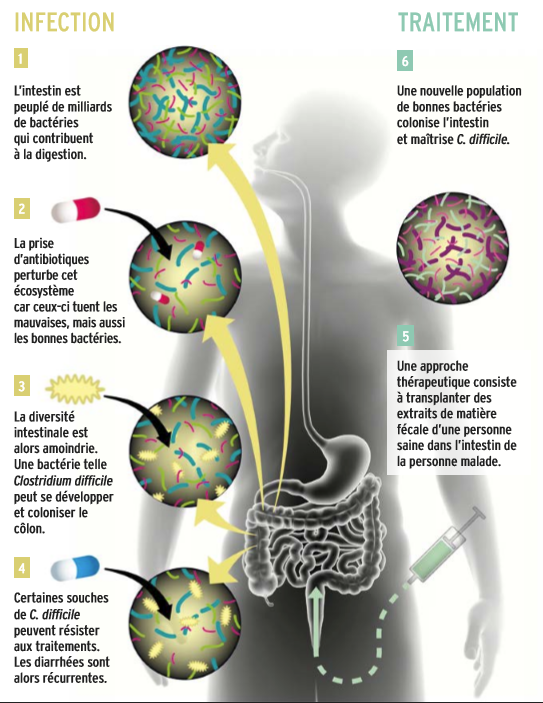 INFECTION
1
L'intestin est
peuplé de milliards
de bactéries
qui contribuent
à la digestion.
2
La prise
d'antibiotiques
perturbe cet
écosystème
car ceux-ci tuent les
mauvaises, mais aussi
les bonnes bactéries.
3
La diversité
intestinale est
alors amoindrie.
Une bactérie telle
Clostridium difficile
peut se développer
et coloniser le
côlon.
4
Certaines souches
de C. difficile
peuvent résister
aux traitements.
Les diarrhées sont
alors récurrentes.
TRAITEMENT
6
Une nouvelle population
de bonnes bactéries
colonise l'intestin
et maîtrise C. difficile.
5
Une approche
thérapeutique consiste
à transplanter des
extraits de matière
fécale d'une personne
saine dans l'intestin de
la personne malade.